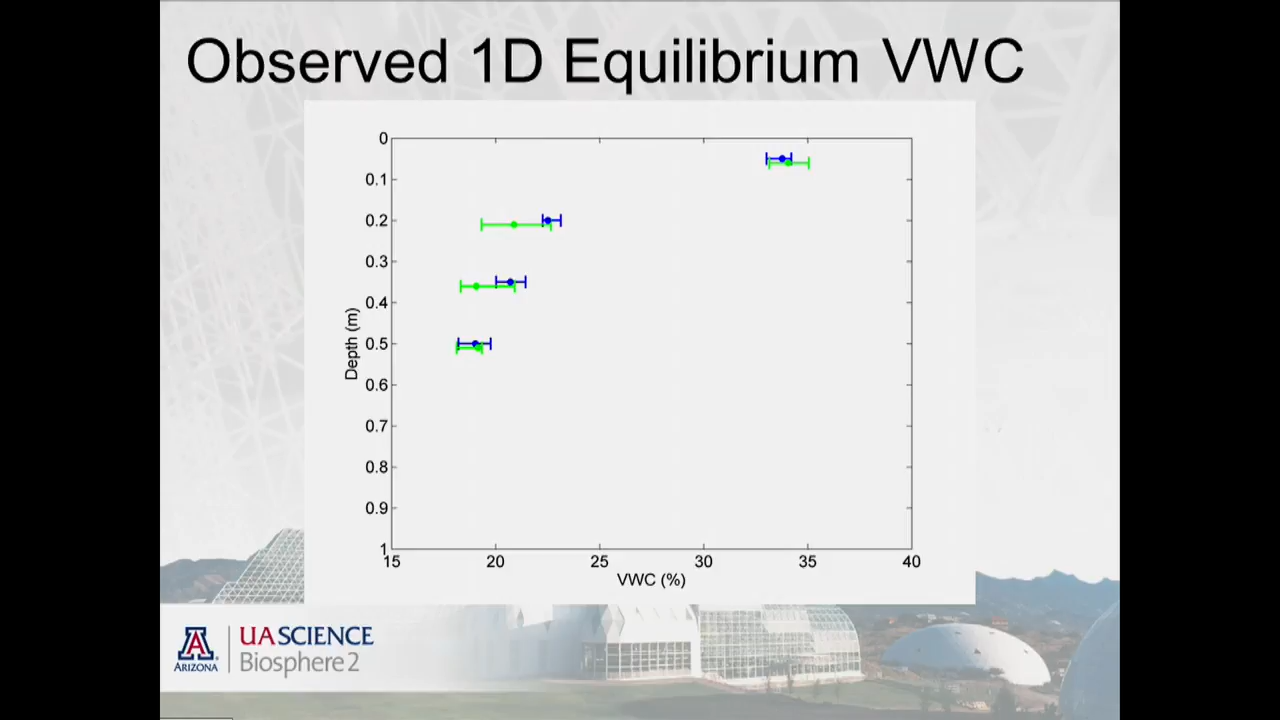 Observed 1D Equilibrium VWC
0
0.1
0.2
0.3
0.4
0.5
0.6
0.7
0.8
0.9
1
Depth (m)
15 20 25 30 35 40
VWC (%)
A
ARIZONA
UA SCIENCE
Biosphere 2